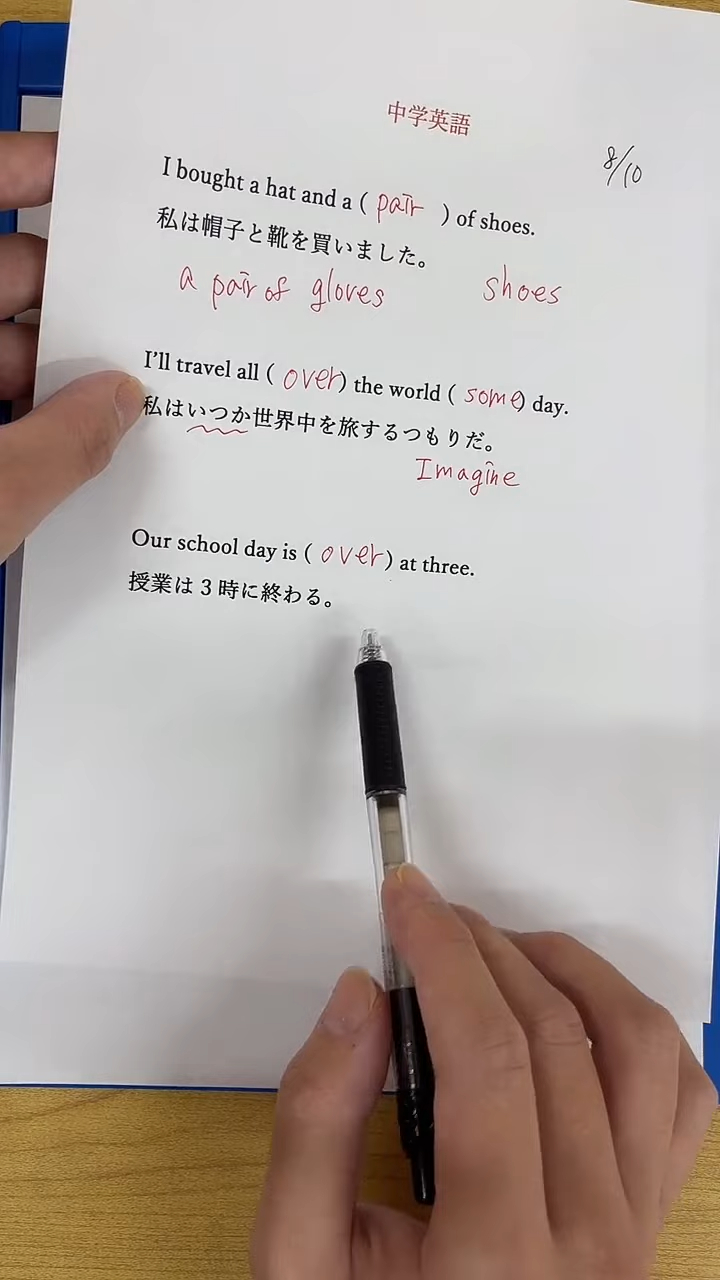 中学英語
8/10
I bought a hat and a ( pair ) of shoes.
私は帽子と靴を買いました。
a pair of gloves shoes
I'll travel all ( over ) the world ( some ) day.
私はいつか世界中を旅するつもりだ。
Imagine
Our school day is ( over ) at three.
授業は3時に終わる。